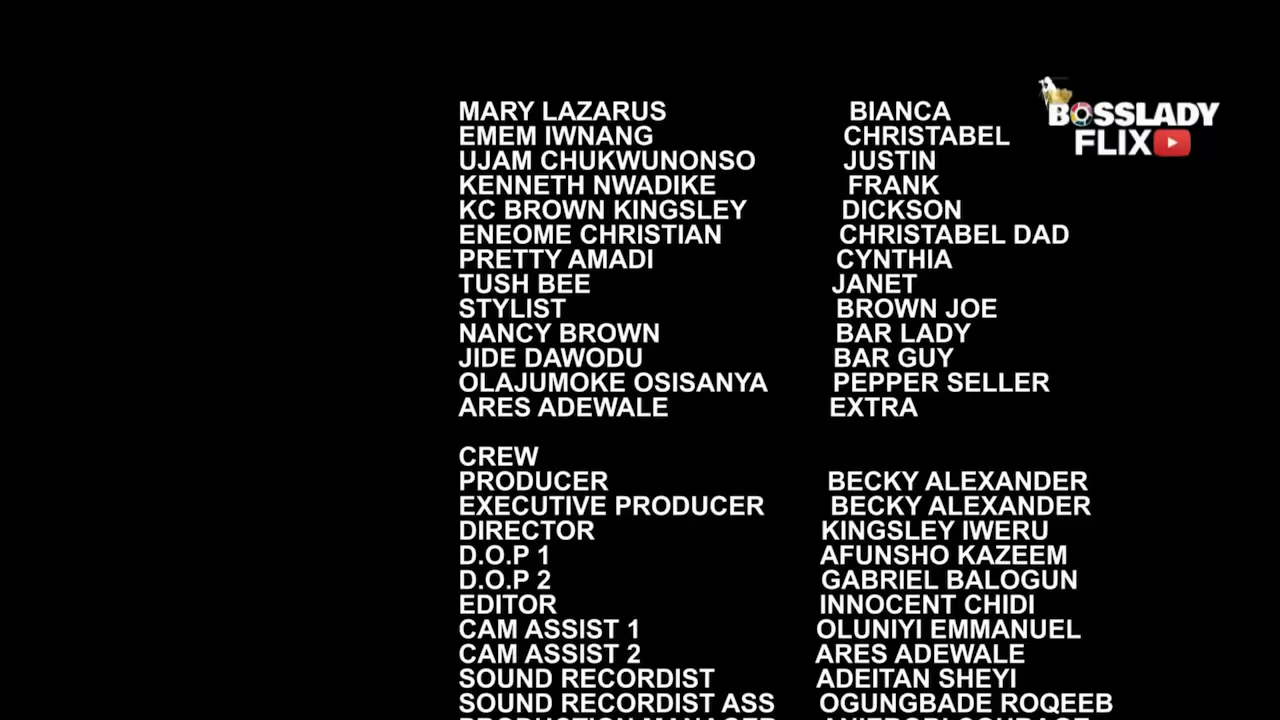 MARY LAZARUS BIANCA
EMEM IWNANG CHRISTABEL
UJAM CHUKWUNONSO JUSTIN
KENNETH NWADIKE FRANK
KC BROWN KINGSLEY DICKSON
ENEOME CHRISTIAN CHRISTABEL DAD
PRETTY AMADI CYNTHIA
TUSH BEE JANET
STYLIST BROWN JOE
NANCY BROWN BAR LADY
JIDE DAWODU BAR GUY
OLAJUMOKE OSISANYA PEPPER SELLER
ARES ADEWALE EXTRA
CREW
PRODUCER BECKY ALEXANDER
EXECUTIVE PRODUCER BECKY ALEXANDER
DIRECTOR KINGSLEY IWERU
D.O.P 1 AFUNSHO KAZEEM
D.O.P 2 GABRIEL BALOGUN
EDITOR INNOCENT CHIDI
CAM ASSIST 1 OLUNIYI EMMANUEL
CAM ASSIST 2 ARES ADEWALE
SOUND RECORDIST ADEITAN SHEYI
SOUND RECORDIST ASS OGUNGBADE ROQEEB
PRODUCTION MANAGER
BOSSLADY
FLIX